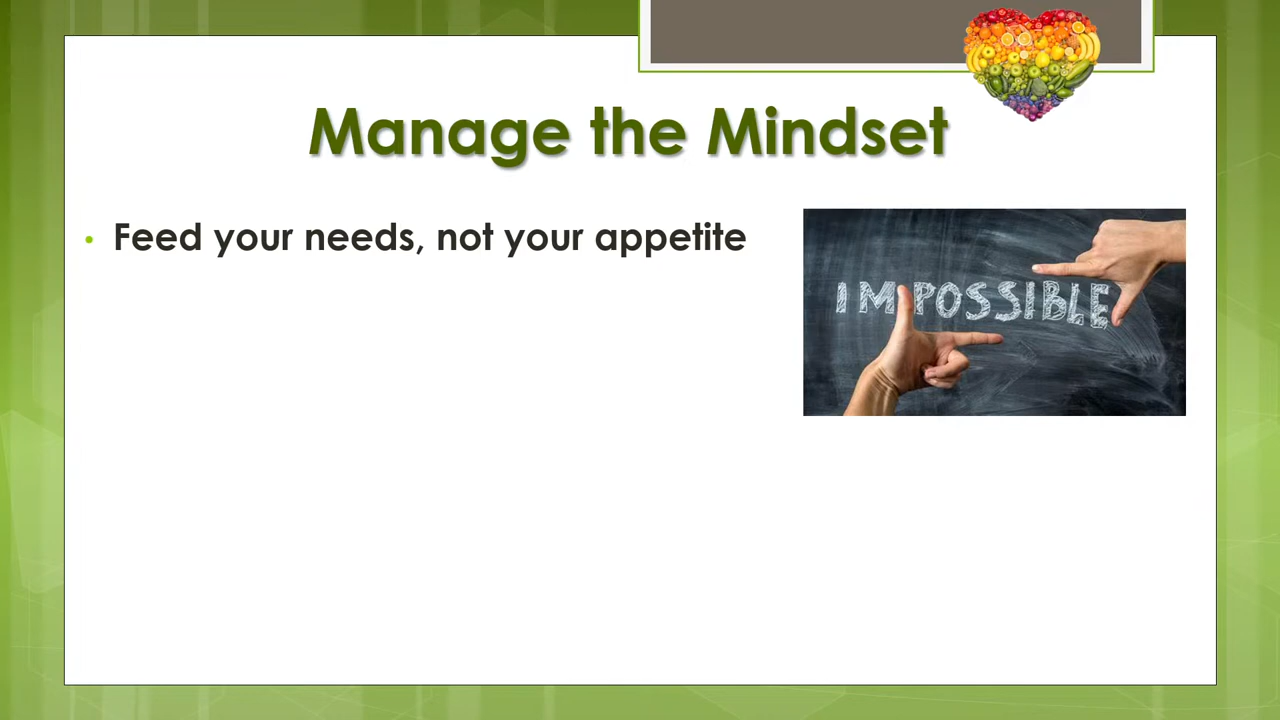 Manage the Mindset
• Feed your needs, not your appetite
IMPOSSIBLE